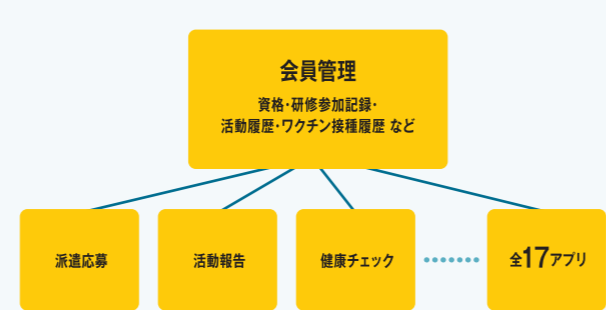 会員管理
資格・研修参加記録・
活動履歴・ワクチン接種履歴 など
派遣応募
活動報告
健康チェック
全17アプリ